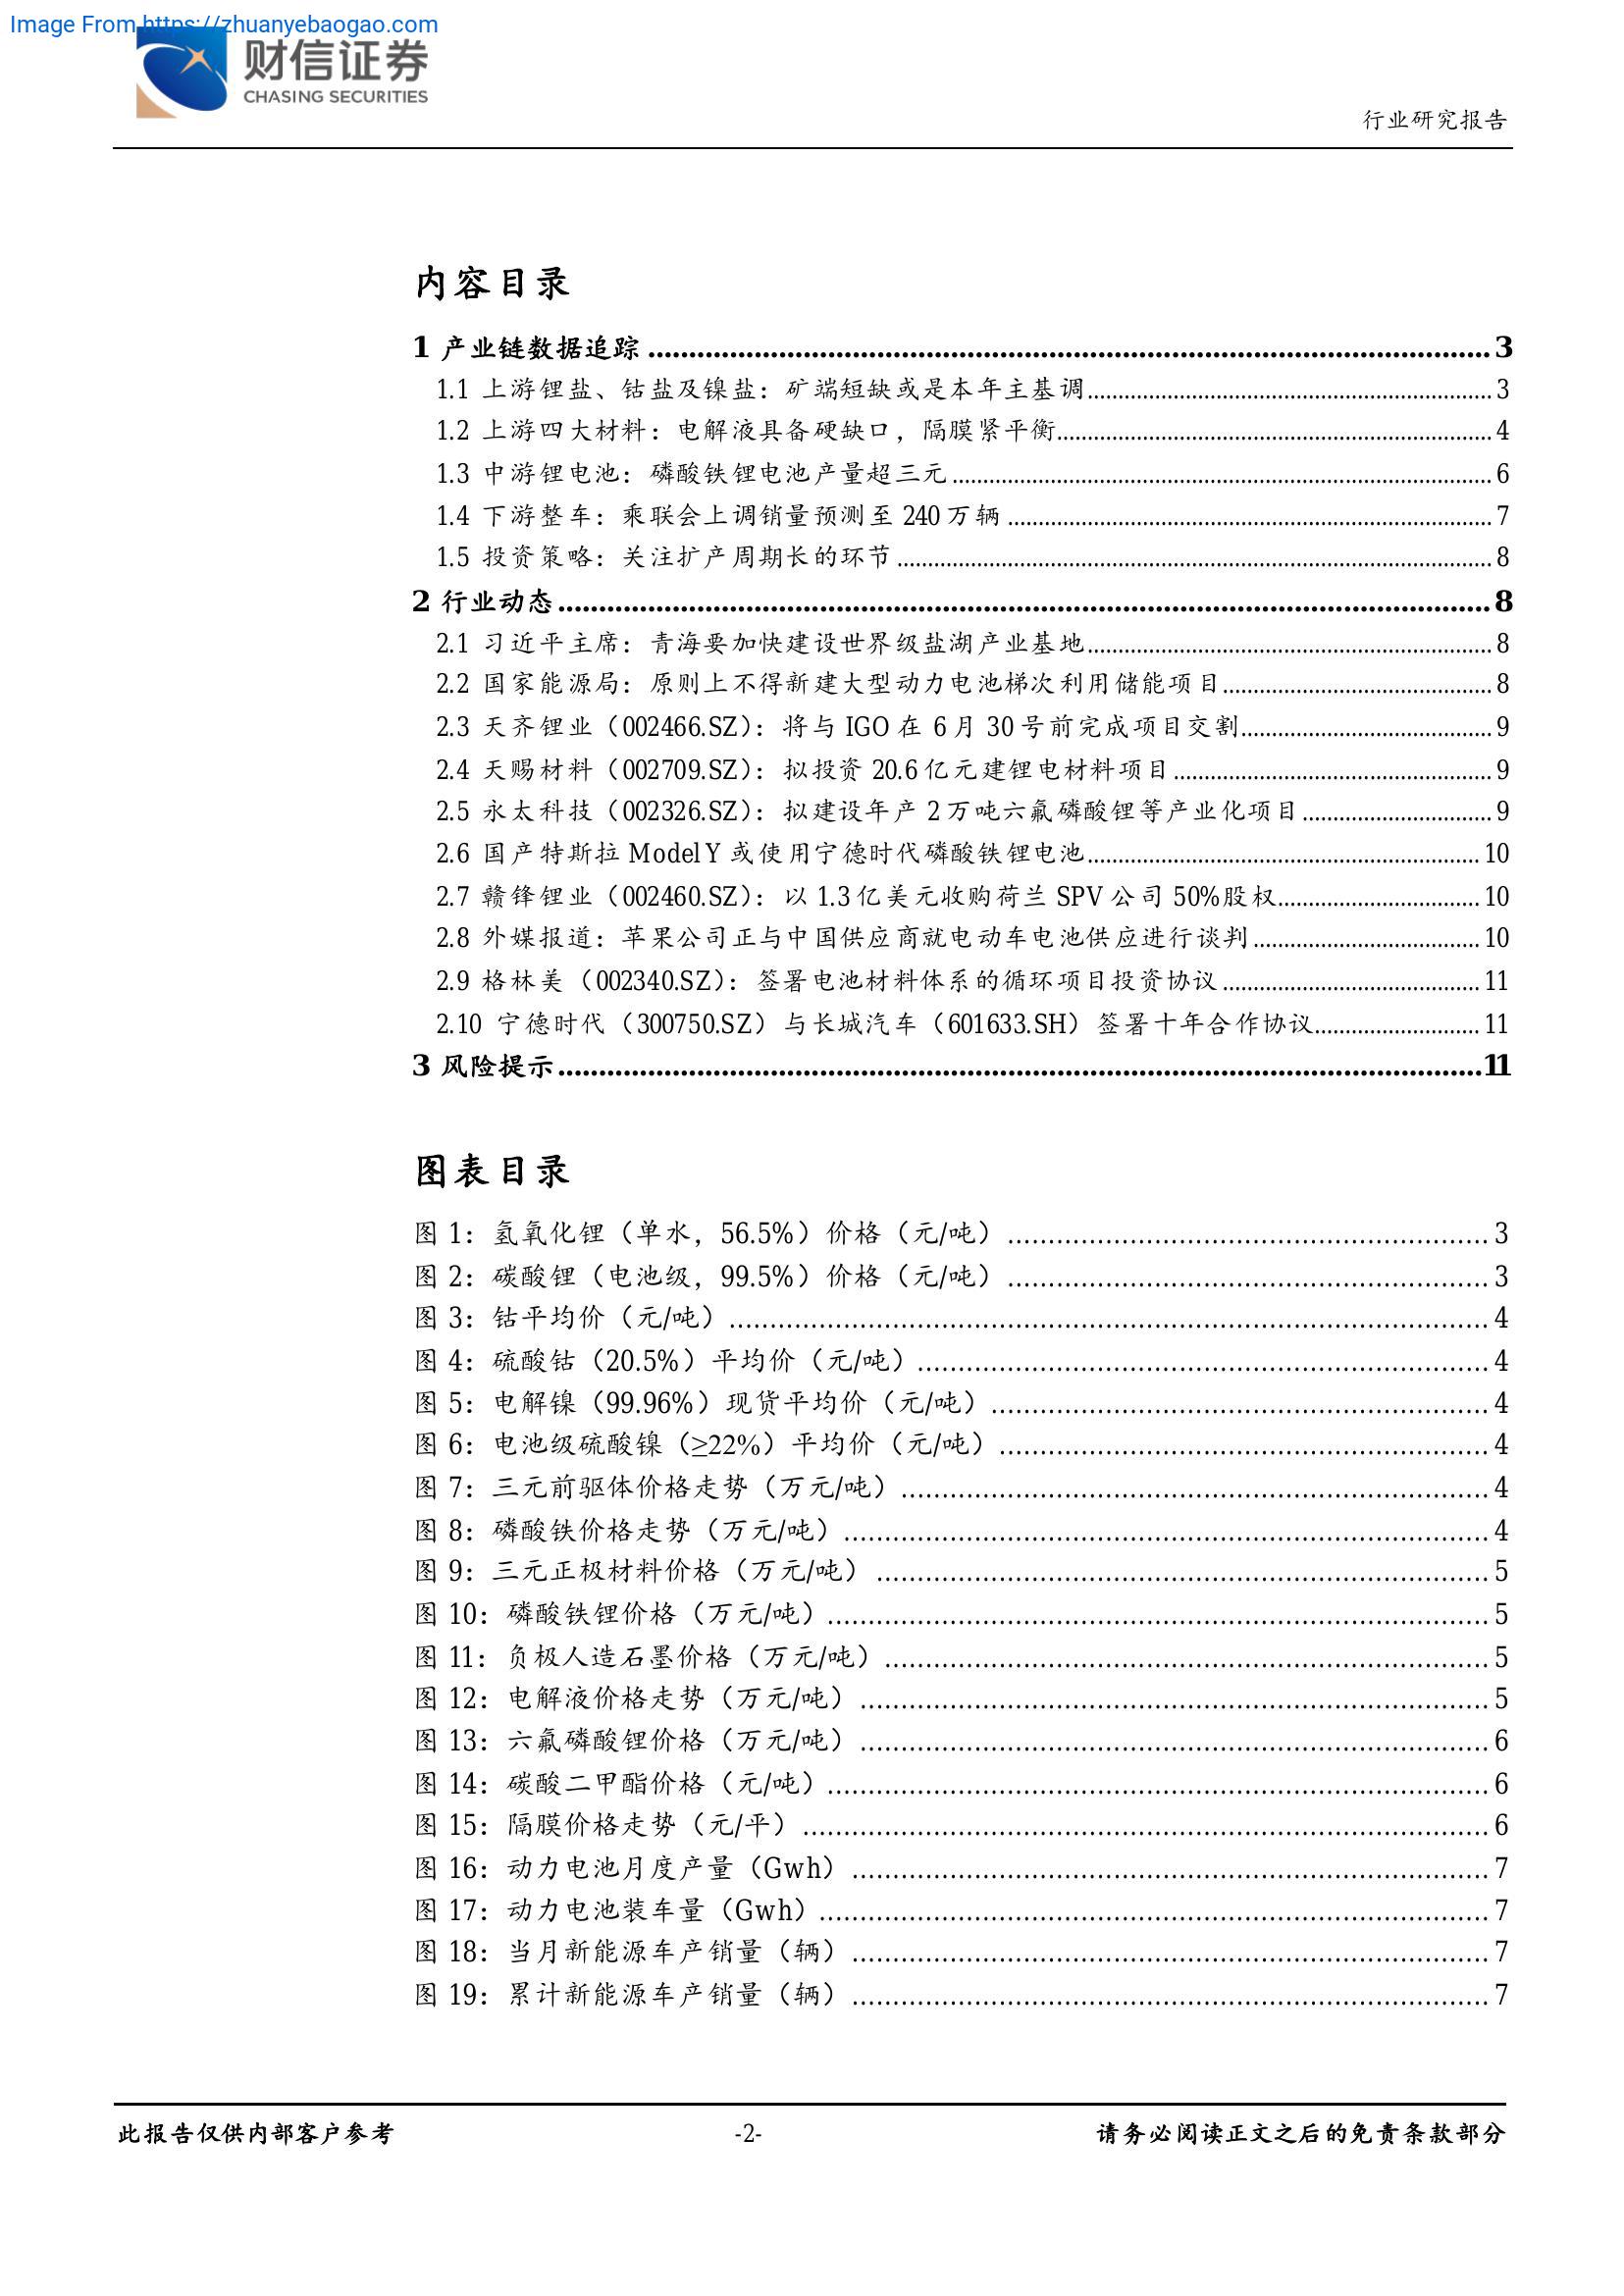 Image From https://zhuanyebaogao.com
财信证券
CHASING SECURITIES
行业研究报告
内容目录
1 产业链数据追踪 ........ 3
1.1 上游锂盐、钴盐及镍盐：矿端短缺或是本年主基调 ........ 3
1.2 上游四大材料：电解液具备硬缺口，隔膜紧平衡 ........ 4
1.3 中游锂电池：磷酸铁锂电池产量超三元 ........ 6
1.4 下游整车：乘联会上调销量预测至 240 万辆 ........ 7
1.5 投资策略：关注扩产周期长的环节 ........ 8
2 行业动态 ........ 8
2.1 习近平主席：青海要加快建设世界级盐湖产业基地 ........ 8
2.2 国家能源局：原则上不得新建大型动力电池梯次利用储能项目 ........ 8
2.3 天齐锂业（002466.SZ）：将与 IGO 在 6 月 30 号前完成项目交割 ........ 9
2.4 天赐材料（002709.SZ）：拟投资 20.6 亿元建锂电材料项目 ........ 9
2.5 永太科技（002326.SZ）：拟建设年产 2 万吨六氟磷酸锂等产业化项目 ........ 9
2.6 国产特斯拉 Model Y 或使用宁德时代磷酸铁锂电池 ........ 10
2.7 赣锋锂业（002460.SZ）：以 1.3 亿美元收购荷兰 SPV 公司 50%股权 ........ 10
2.8 外媒报道：苹果公司正与中国供应商就电动车电池供应进行谈判 ........ 10
2.9 格林美（002340.SZ）：签署电池材料体系的循环项目投资协议 ........ 11
2.10 宁德时代（300750.SZ）与长城汽车（601633.SH）签署十年合作协议 ........ 11
3 风险提示 ........ 11
图表目录
图 1：氢氧化锂（单水，56.5%）价格（元/吨） ........ 3
图 2：碳酸锂（电池级，99.5%）价格（元/吨） ........ 3
图 3：钴平均价（元/吨） ........ 4
图 4：硫酸钴（20.5%）平均价（元/吨） ........ 4
图 5：电解镍（99.96%）现货平均价（元/吨） ........ 4
图 6：电池级硫酸镍（≥22%）平均价（元/吨） ........ 4
图 7：三元前驱体价格走势（万元/吨） ........ 4
图 8：磷酸铁价格走势（万元/吨） ........ 4
图 9：三元正极材料价格（万元/吨） ........ 5
图 10：磷酸铁锂价格（万元/吨） ........ 5
图 11：负极人造石墨价格（万元/吨） ........ 5
图 12：电解液价格走势（万元/吨） ........ 5
图 13：六氟磷酸锂价格（万元/吨） ........ 6
图 14：碳酸二甲酯价格（元/吨） ........ 6
图 15：隔膜价格走势（元/平） ........ 6
图 16：动力电池月度产量（Gwh） ........ 7
图 17：动力电池装车量（Gwh） ........ 7
图 18：当月新能源车产销量（辆） ........ 7
图 19：累计新能源车产销量（辆） ........ 7
此报告仅供内部客户参考 -2- 请务必阅读正文之后的免责条款部分